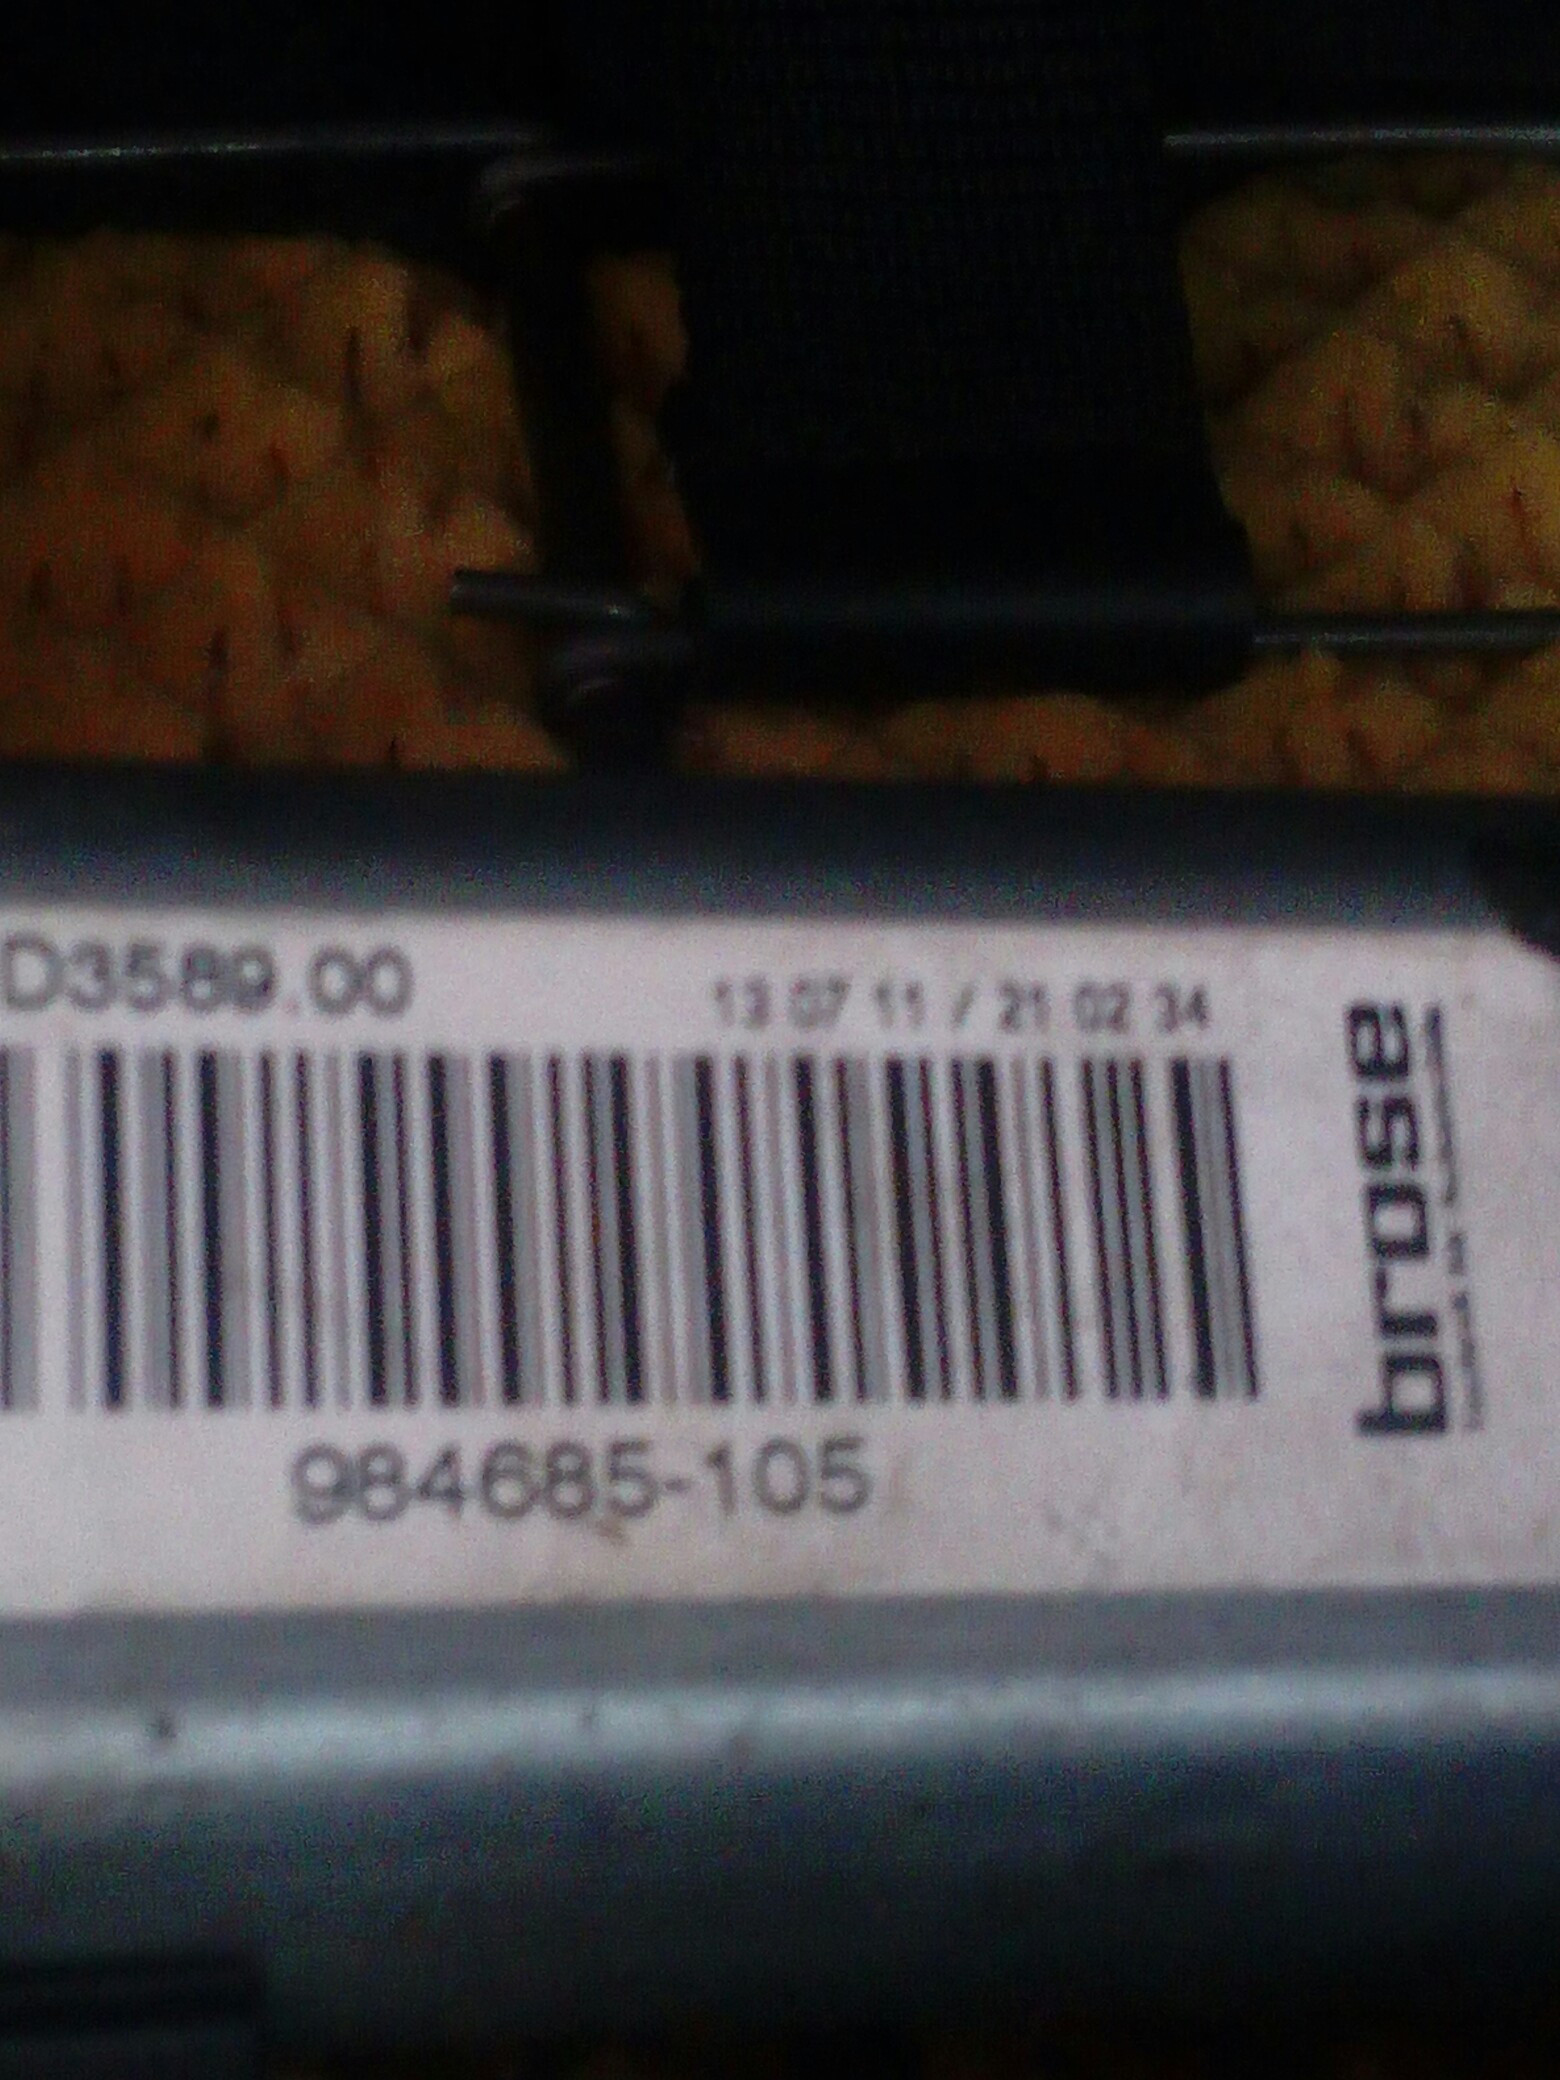 D3589.00
13 07 11 / 21 02 34
984685-105
brose